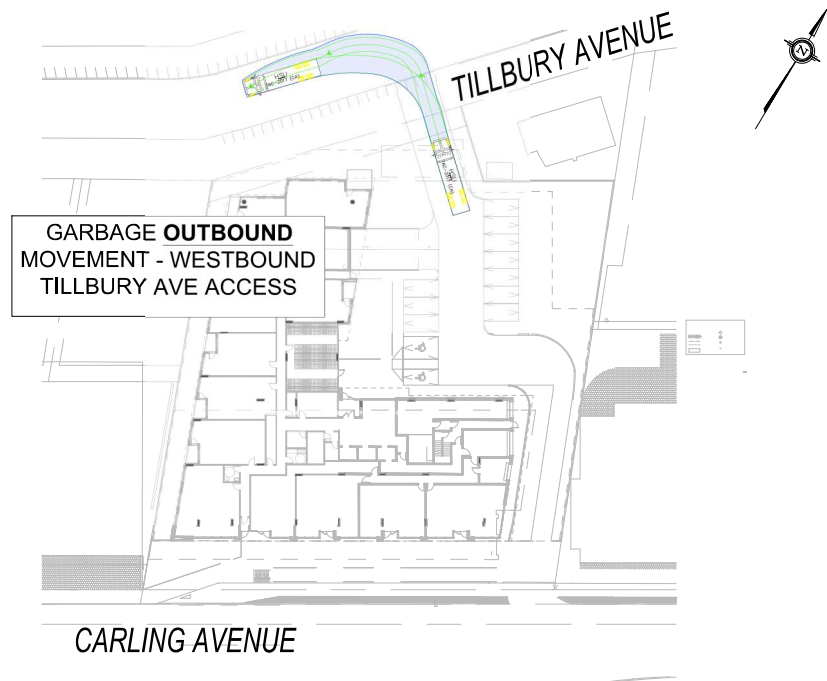 TILLBURY AVENUE
N
GARBAGE OUTBOUND
MOVEMENT - WESTBOUND
TILLBURY AVE ACCESS
CARLING AVENUE